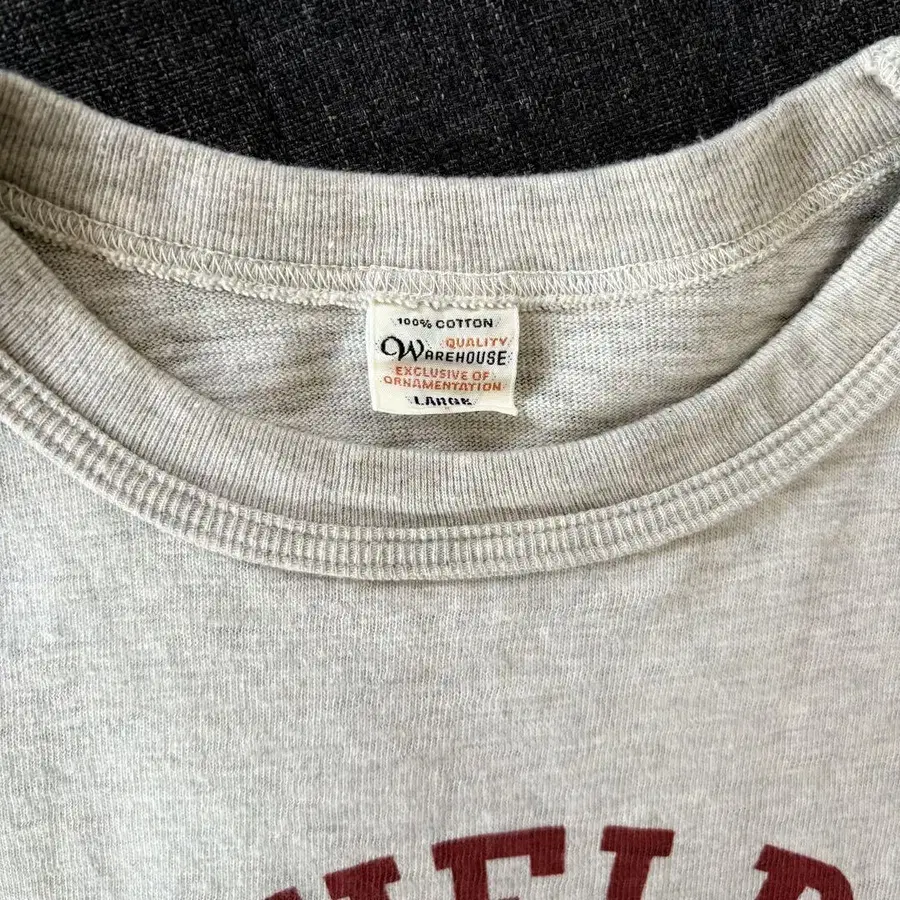 100% COTTON
QUALITY
WAREHOUSE
EXCLUSIVE OF
ORNAMENTATION
LARGE